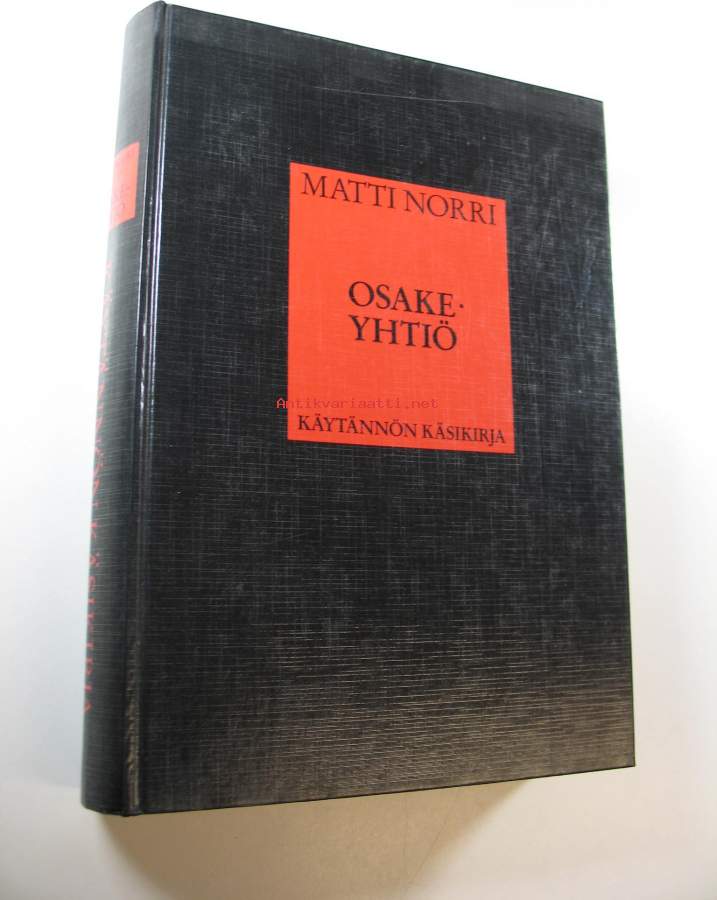 MATTI NORRI
OSAKE-
YHTIÖ
Antikvariaatti.net
KÄYTÄNNÖN KÄSIKIRJA